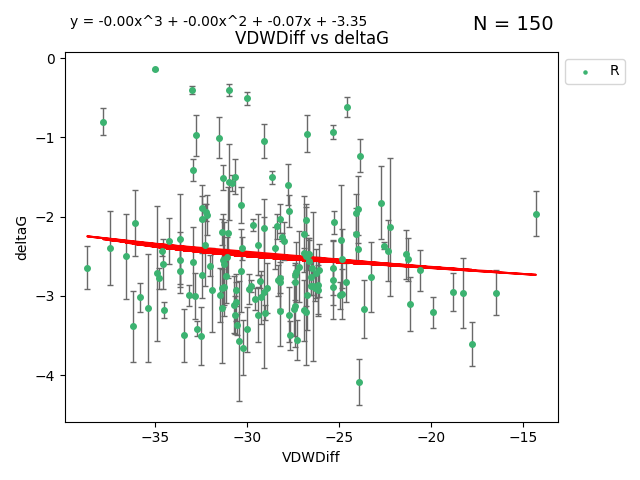 y = -0.00x^3 + -0.00x^2 + -0.07x + -3.35
N = 150
VDWDiff vs deltaG
R
deltaG
0
−1
−2
−3
−4
−35 −30 −25 −20 −15
VDWDiff